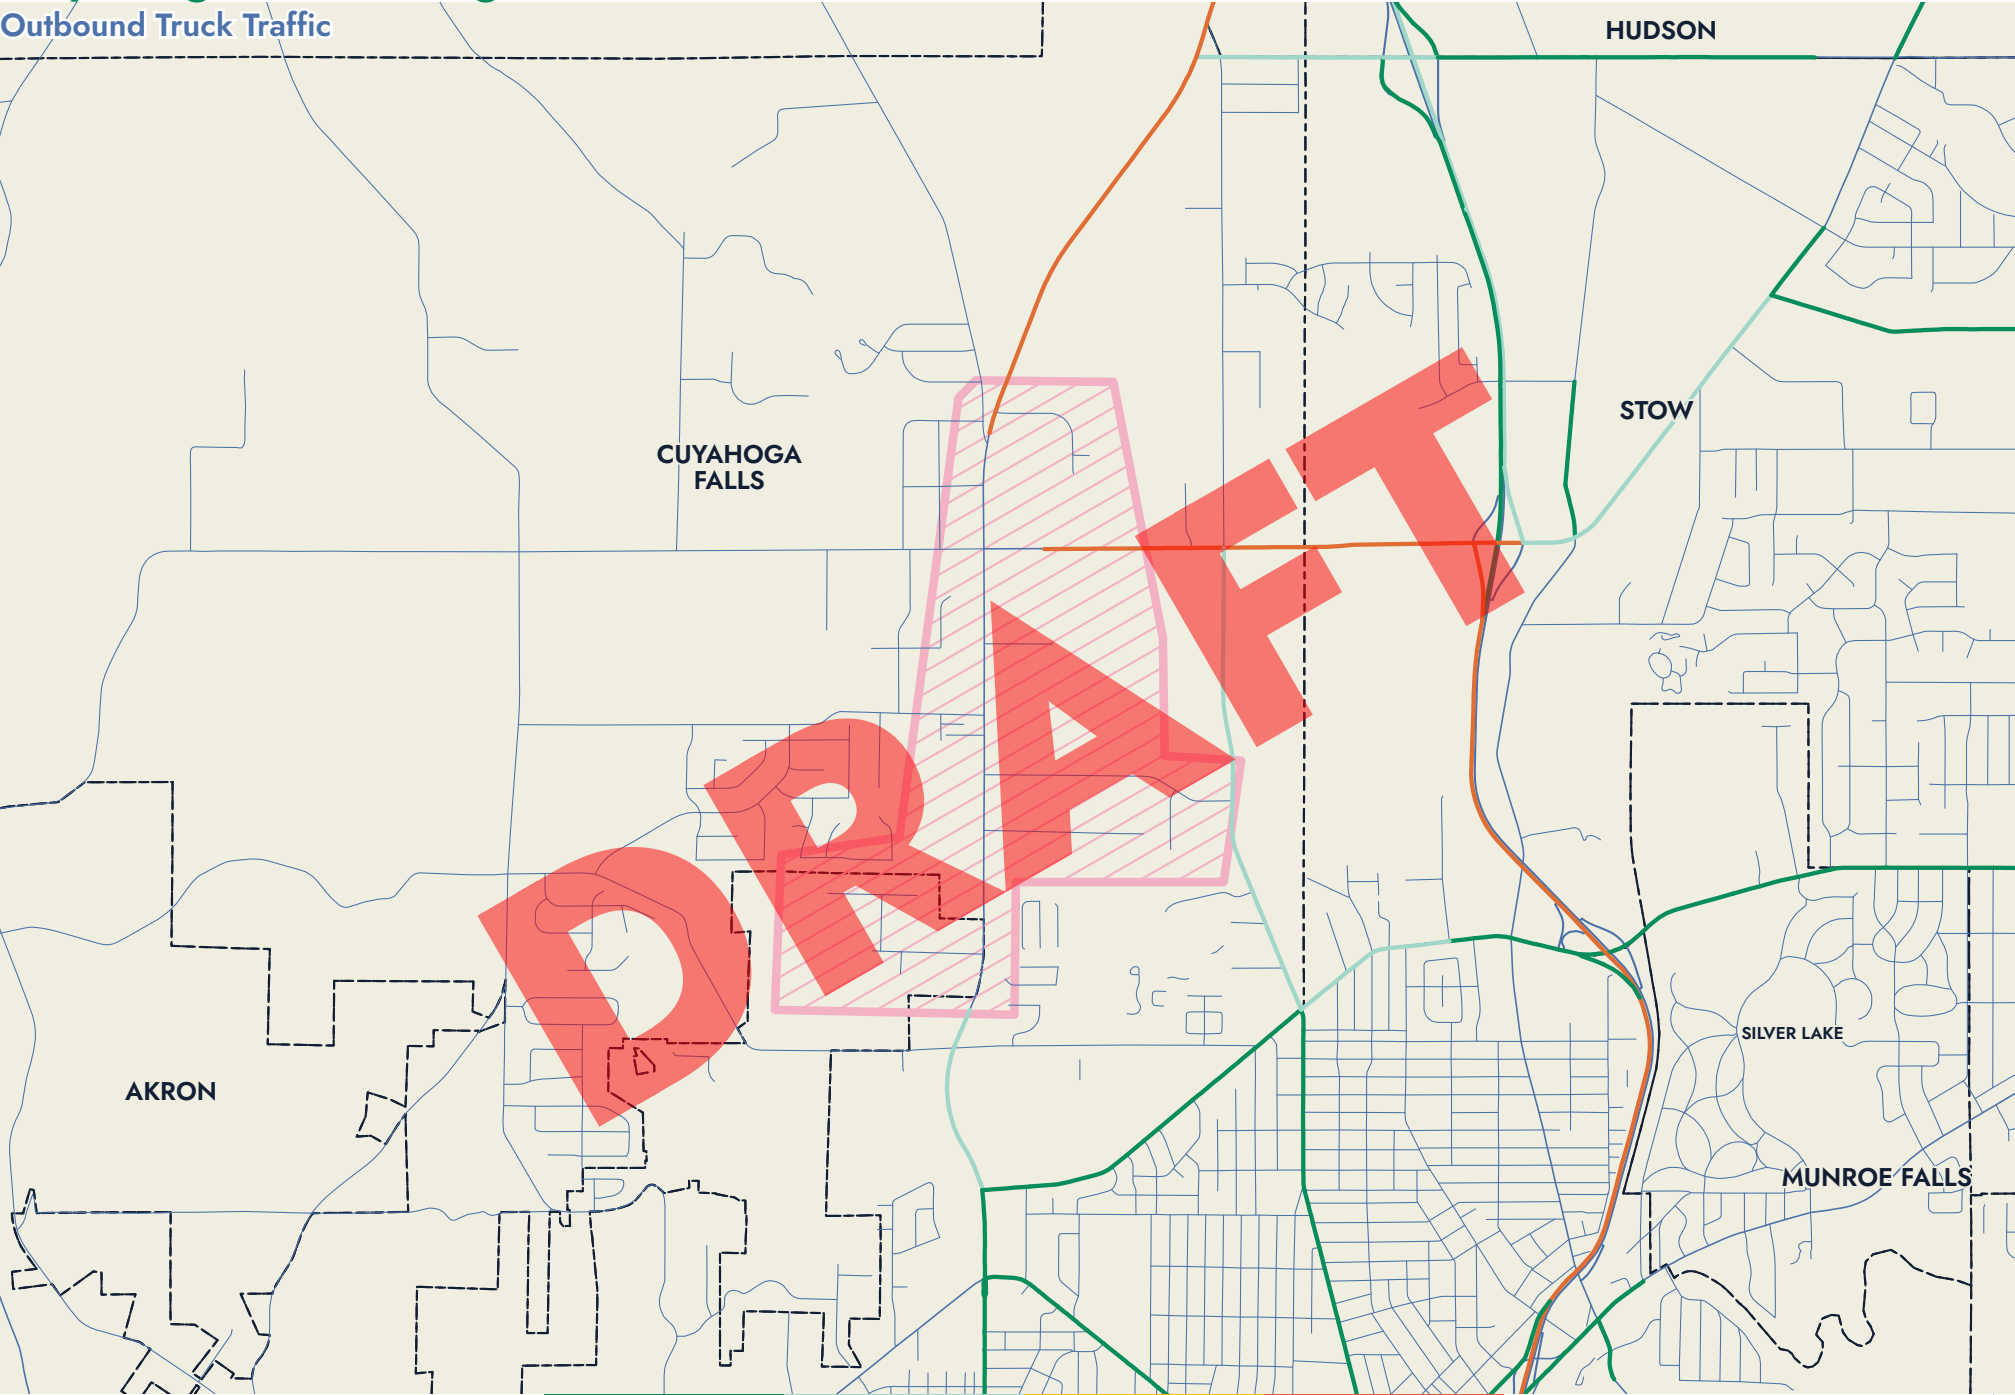 Outbound Truck Traffic
HUDSON
STOW
CUYAHOGA
FALLS
DRAFT
SILVER LAKE
AKRON
MUNROE FALLS